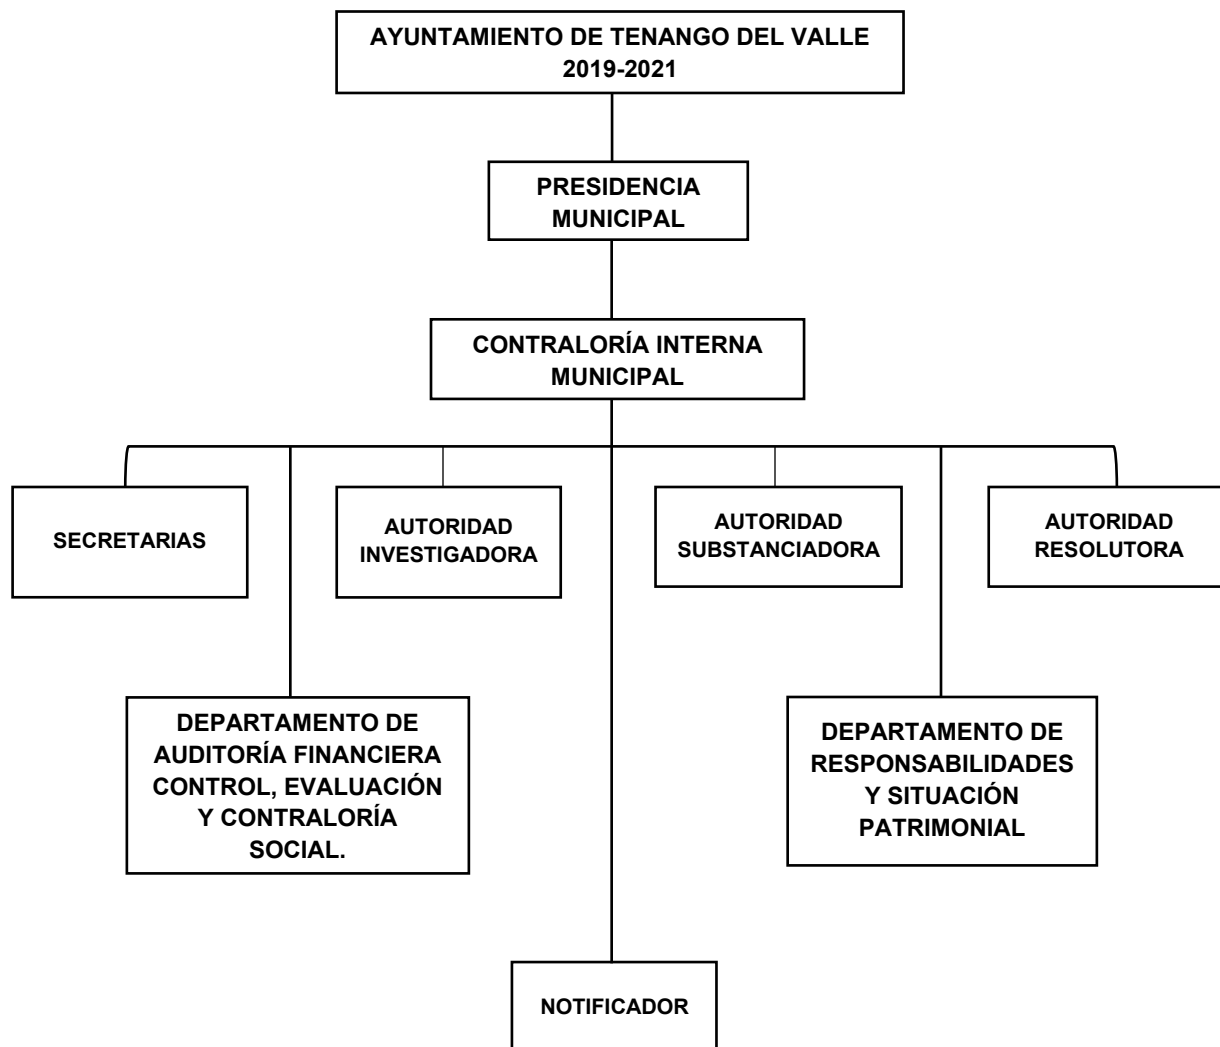 AYUNTAMIENTO DE TENANGO DEL VALLE
2019-2021
PRESIDENCIA
MUNICIPAL
CONTRALORÍA INTERNA
MUNICIPAL
SECRETARIAS
AUTORIDAD
INVESTIGADORA
AUTORIDAD
SUBSTANCIADORA
AUTORIDAD
RESOLUTORA
DEPARTAMENTO DE
AUDITORÍA FINANCIERA
CONTROL, EVALUACIÓN
Y CONTRALORÍA
SOCIAL.
DEPARTAMENTO DE
RESPONSABILIDADES
Y SITUACIÓN
PATRIMONIAL
NOTIFICADOR